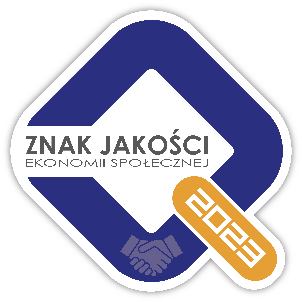 ZNAK JAKOŚCI
EKONOMII SPOŁECZNEJ
2023